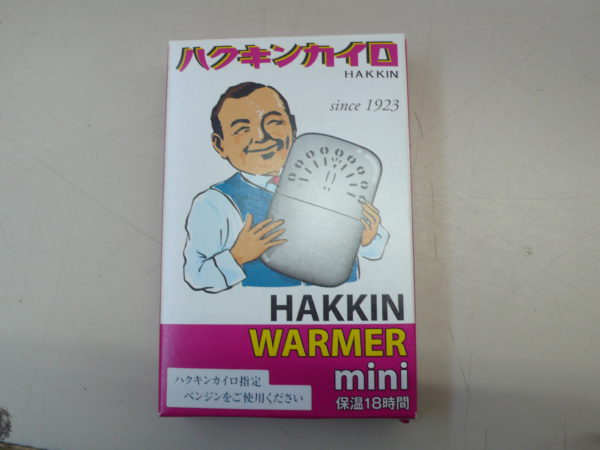 ハクキンカイロ
HAKKIN
since 1923
HAKKIN
WARMER
mini
保温18時間
ハクキンカイロ指定
ベンジンをご使用ください